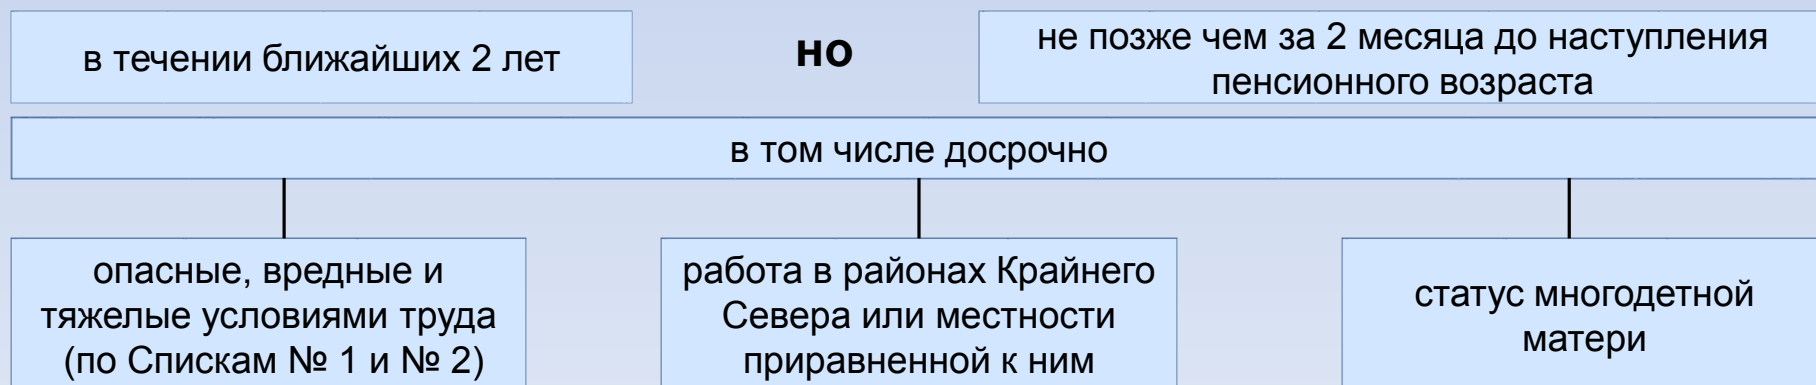 в течении ближайших 2 лет
но
не позже чем за 2 месяца до наступления
пенсионного возраста
в том числе досрочно
опасные, вредные и
тяжелые условиями труда
(по Спискам № 1 и № 2)
работа в районах Крайнего
Севера или местности
приравненной к ним
статус многодетной
матери